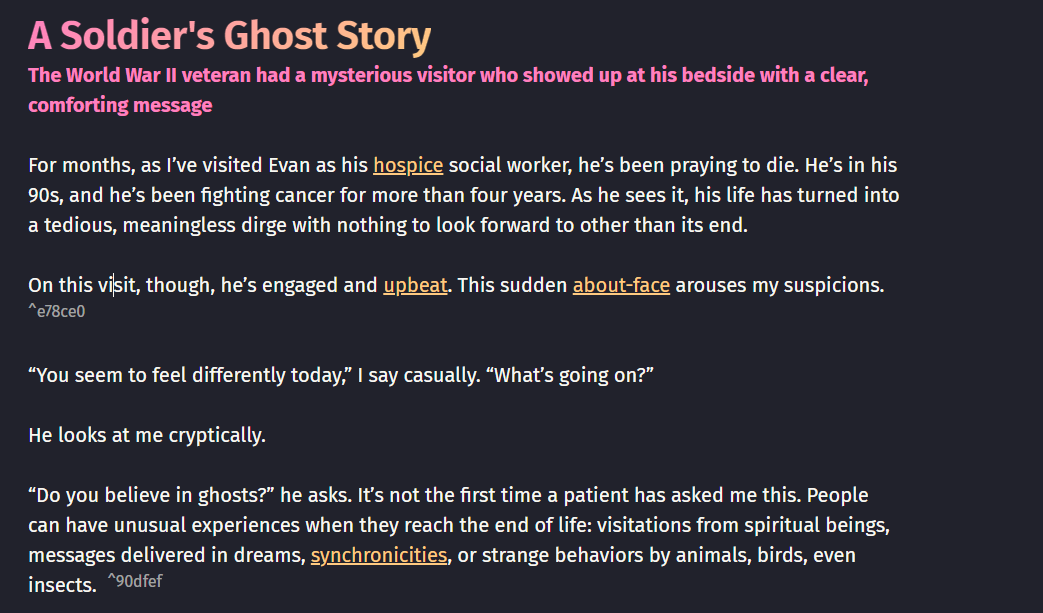 A Soldier's Ghost Story
The World War II veteran had a mysterious visitor who showed up at his bedside with a clear,
comforting message
For months, as I’ve visited Evan as his hospice social worker, he’s been praying to die. He’s in his
90s, and he’s been fighting cancer for more than four years. As he sees it, his life has turned into
a tedious, meaningless dirge with nothing to look forward to other than its end.
On this visit, though, he’s engaged and upbeat. This sudden about-face arouses my suspicions.
^e78ce0
“You seem to feel differently today,” I say casually. “What’s going on?”
He looks at me cryptically.
“Do you believe in ghosts?” he asks. It’s not the first time a patient has asked me this. People
can have unusual experiences when they reach the end of life: visitations from spiritual beings,
messages delivered in dreams, synchronicities, or strange behaviors by animals, birds, even
insects. ^90dfef